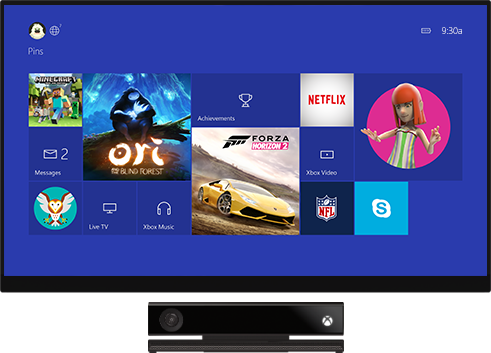 7
9:30a
Pins
MINECRAFT
ori
AND THE BLIND FOREST
Achievements
NETFLIX
FORZA
HORIZON 2
2
Messages
Xbox Video
Live TV
Xbox Music
NFL
S